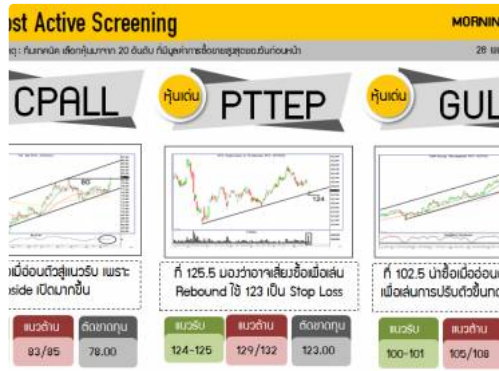 ost Active Screening
MORNIN
: ทีมเทคนิค เลือกหุ้นมาจาก 20 อันดับ ที่มีมูลค่าการซื้อขายสูงสุดของวันก่อนหน้า
28
CPALL
หุ้นเด่น
PTTEP
หุ้นเด่น
GUL
80
124
เมื่ออ่อนตัวสู่แนวรับ เพราะ
side เปิดมากขึ้น
ที่ 125.5 มองว่าอาจเสี่ยงซื้อเพื่อเล่น
Rebound ใช้ 123 เป็น Stop Loss
ที่ 102.5 น่าซื้อเมื่ออ่อน
เพื่อเล่นการปรับตัวขึ้น
แนวต้าน ตัดขาดทุน
83/85 78.00
แนวรับ แนวต้าน ตัดขาดทุน
124-125 129/132 123.00
แนวรับ แนวต้าน
100-101 105/108